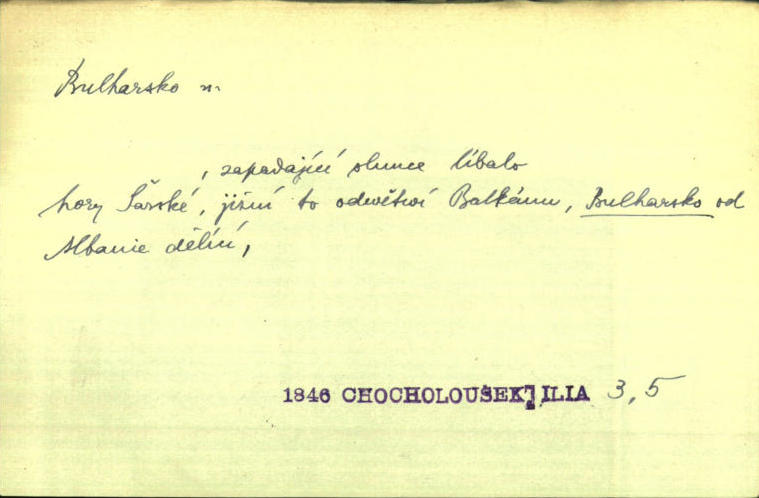 Bulharsko n.
, zapadající slunce líbalo
hory Šarské, jižní to odvětví Balkánu, Bulharsko od
Albanie dělící,
1846 CHOCHOLOUŠEK, ILIA 3,5